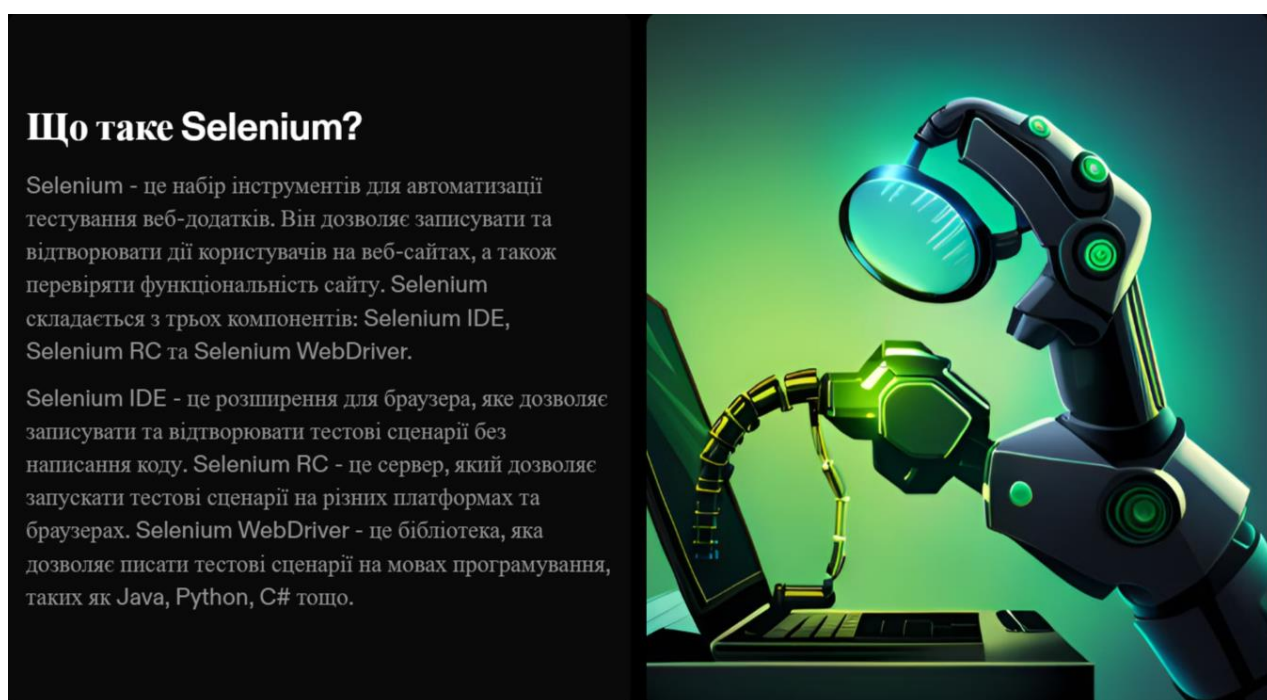 Що таке Selenium?
Selenium - це набір інструментів для автоматизації
тестування веб-додатків. Він дозволяє записувати та
відтворювати дії користувачів на веб-сайтах, а також
перевіряти функціональність сайту. Selenium
складається з трьох компонентів: Selenium IDE,
Selenium RC та Selenium WebDriver.
Selenium IDE - це розширення для браузера, яке дозволяє
записувати та відтворювати тестові сценарії без
написання коду. Selenium RC - це сервер, який дозволяє
запускати тестові сценарії на різних платформах та
браузерах. Selenium WebDriver - це бібліотека, яка
дозволяє писати тестові сценарії на мовах програмування,
таких як Java, Python, C# тощо.